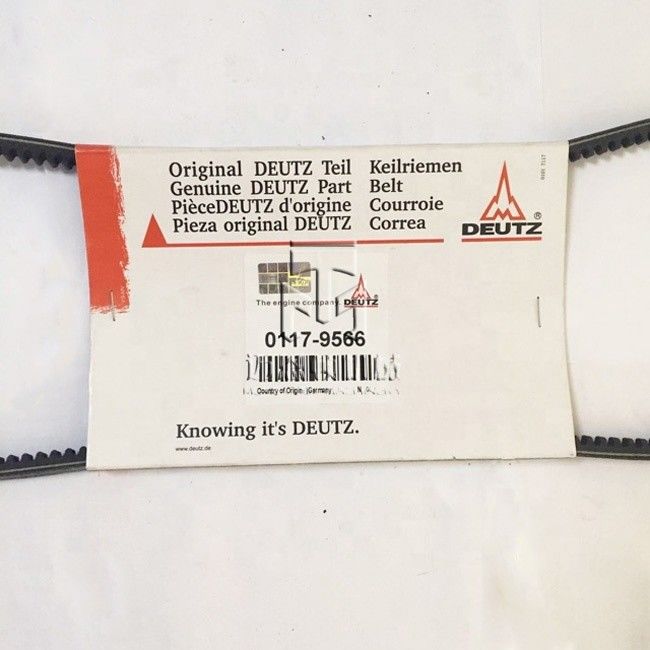 Original DEUTZ Teil Keilriemen
Genuine DEUTZ Part Belt
PièceDEUTZ d'origine Courroie
Pieza original DEUTZ Correa
DEUTZ®
The engine company. DEUTZ
0117-9566
Country of Origin: Germany
Knowing it's DEUTZ.
www.deutz.de